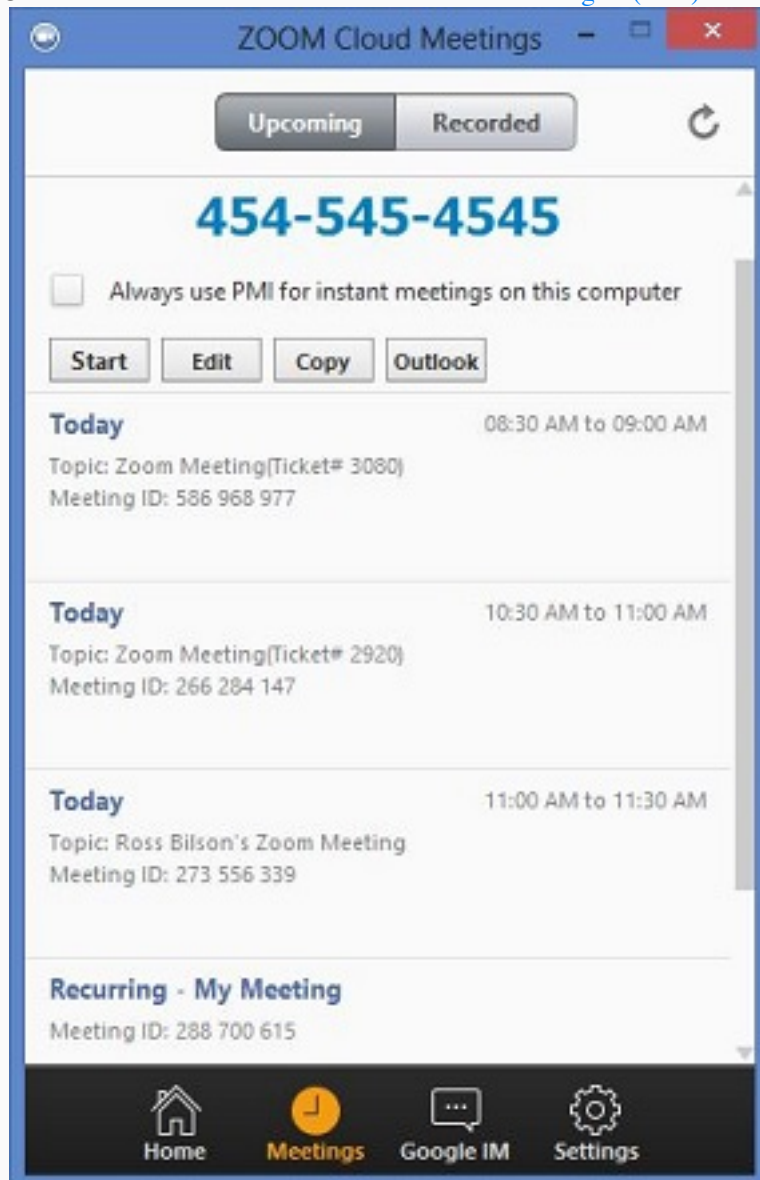 ZOOM Cloud Meetings
Upcoming Recorded
454-545-4545
Always use PMI for instant meetings on this computer
Start Edit Copy Outlook
Today 08:30 AM to 09:00 AM
Topic: Zoom Meeting(Ticket# 3080)
Meeting ID: 586 968 977
Today 10:30 AM to 11:00 AM
Topic: Zoom Meeting(Ticket# 2920)
Meeting ID: 266 284 147
Today 11:00 AM to 11:30 AM
Topic: Ross Bilson's Zoom Meeting
Meeting ID: 273 556 339
Recurring - My Meeting
Meeting ID: 288 700 615
Home Meetings Google IM Settings